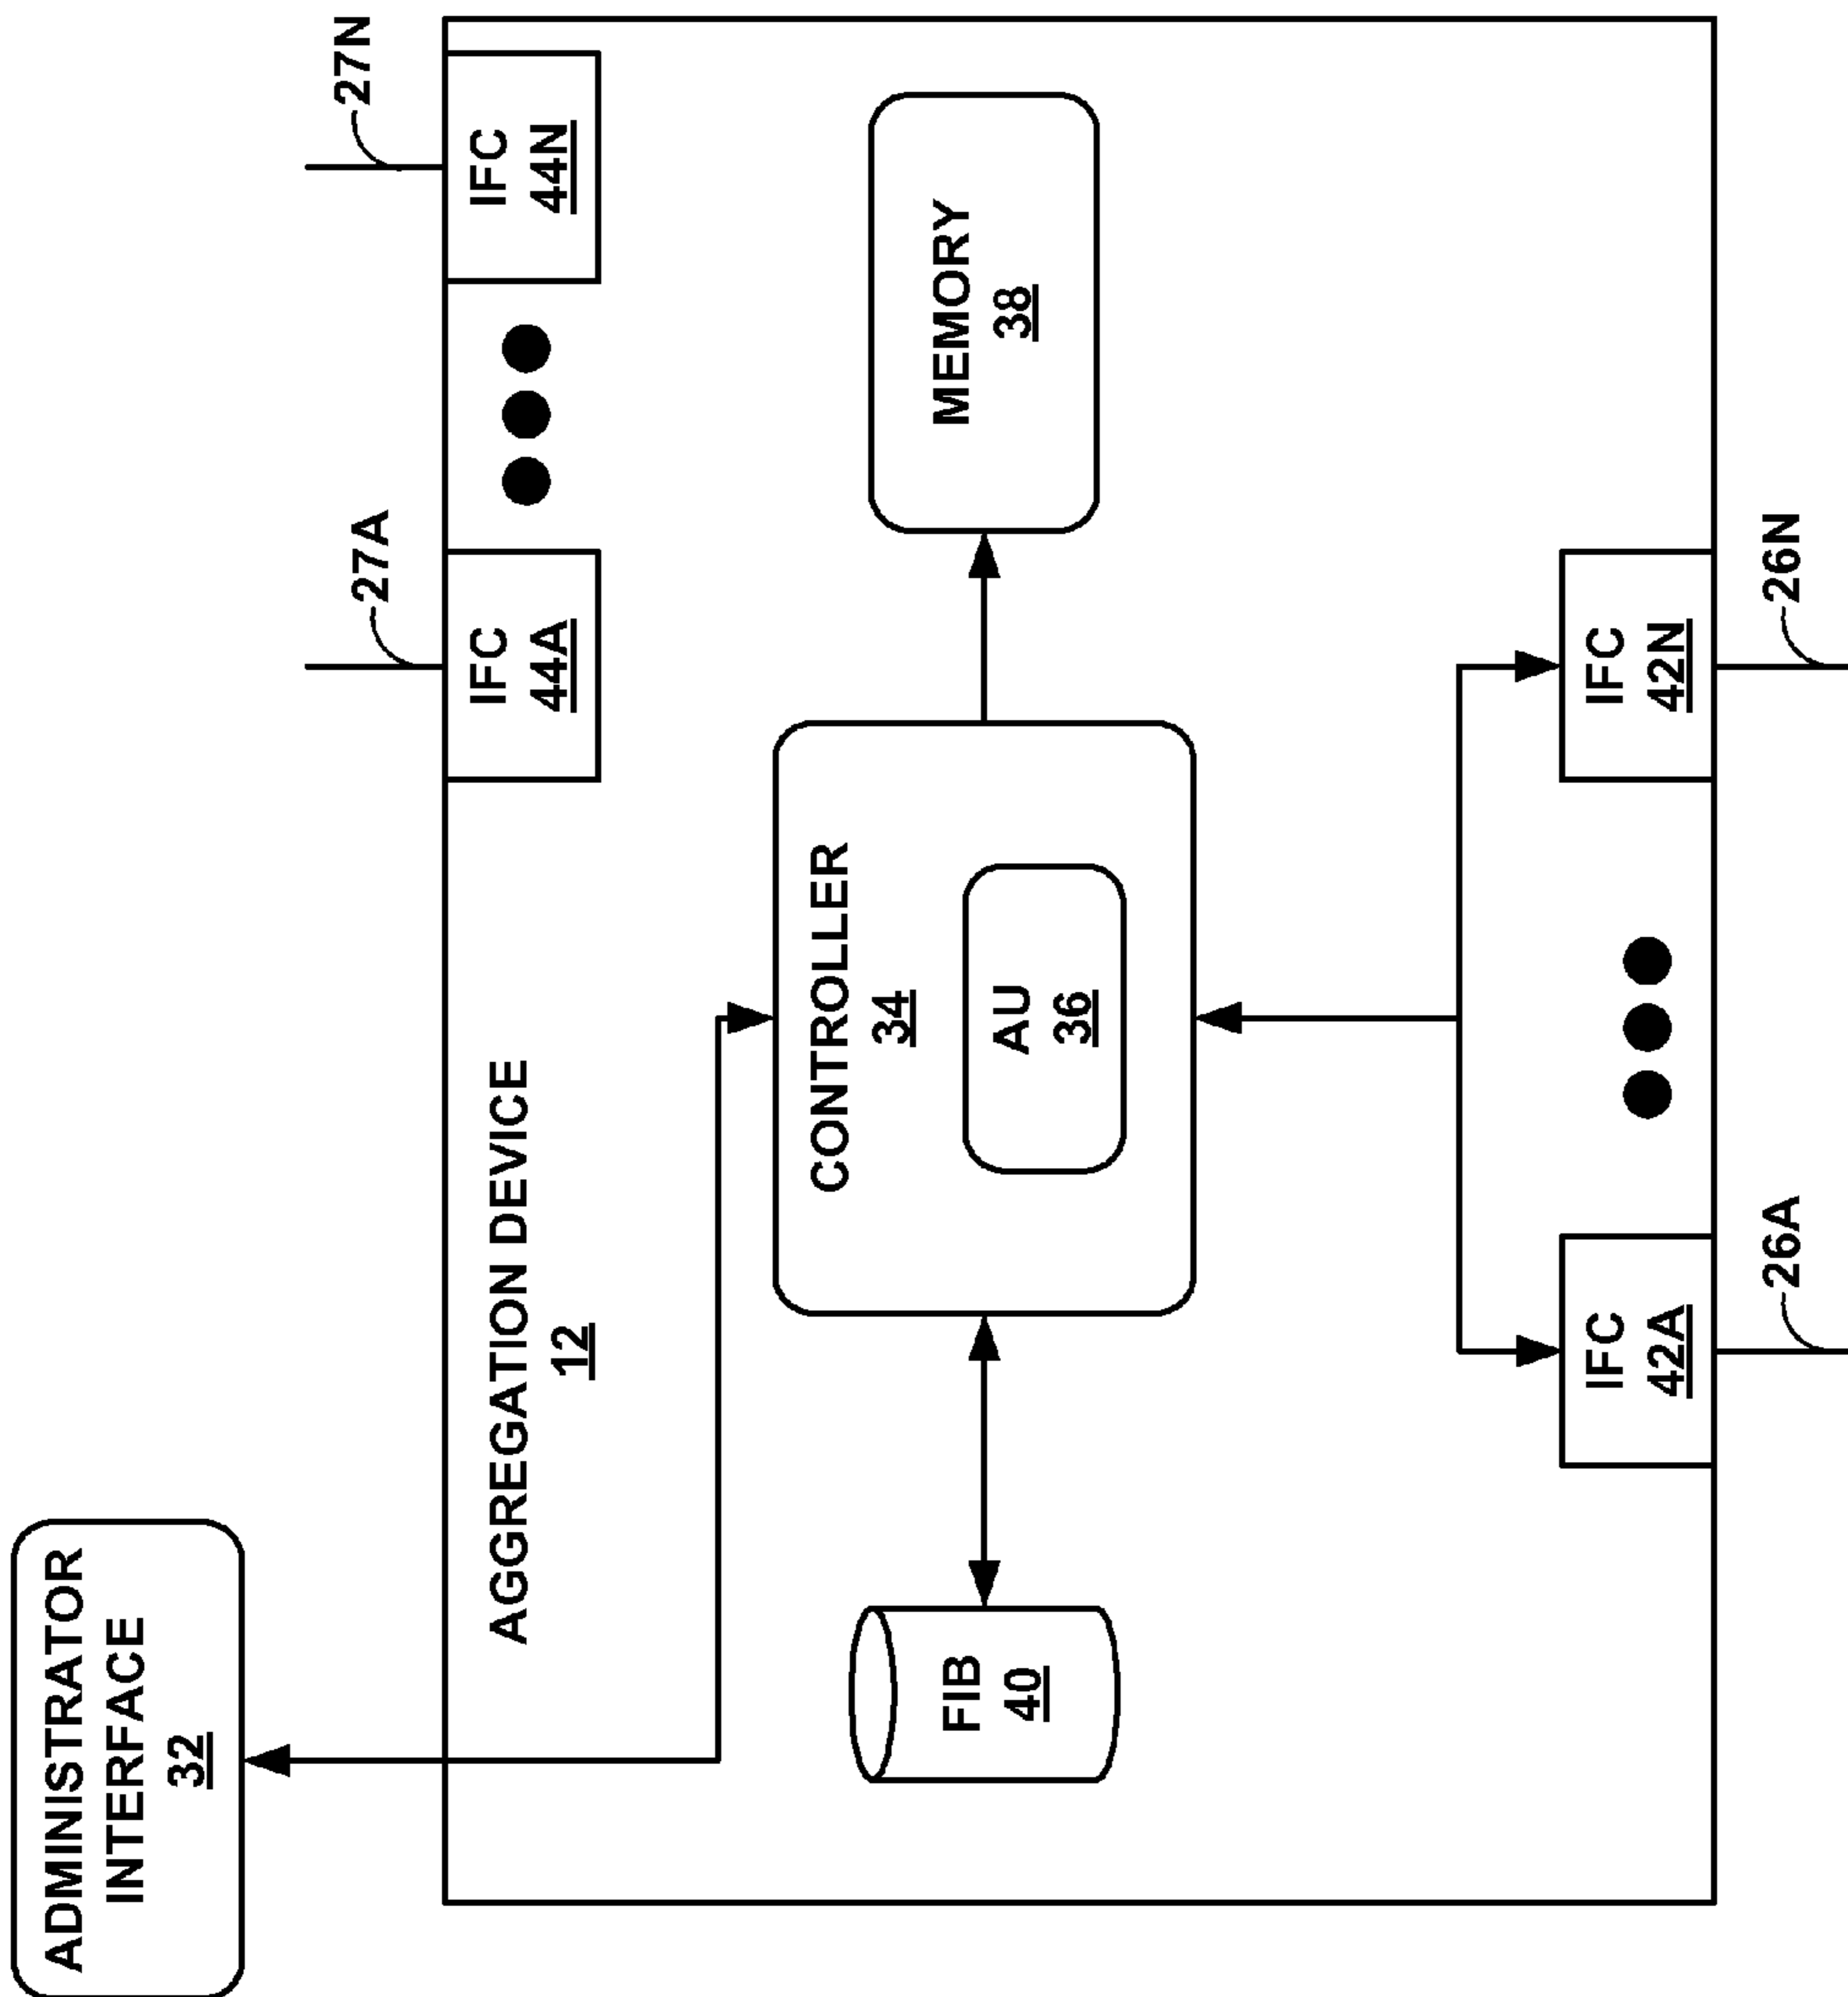 ADMINISTRATOR
INTERFACE
32
27A
27N
AGGREGATION DEVICE
12
IFC
44A
IFC
44N
CONTROLLER
34
AU
36
FIB
40
MEMORY
38
IFC
42A
IFC
42N
26A
26N